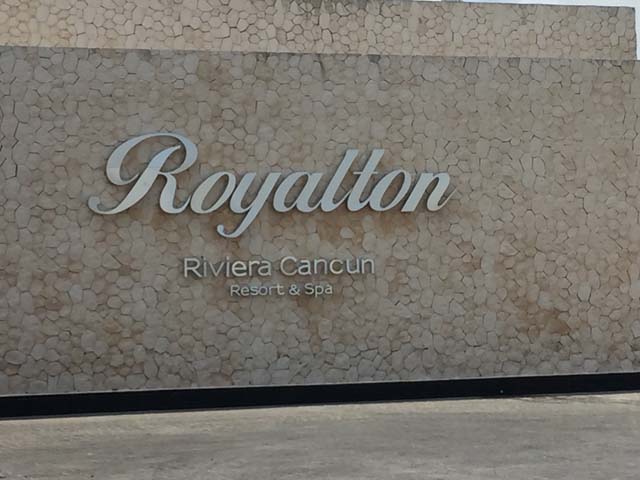 Royalton
Riviera Cancun
Resort & Spa